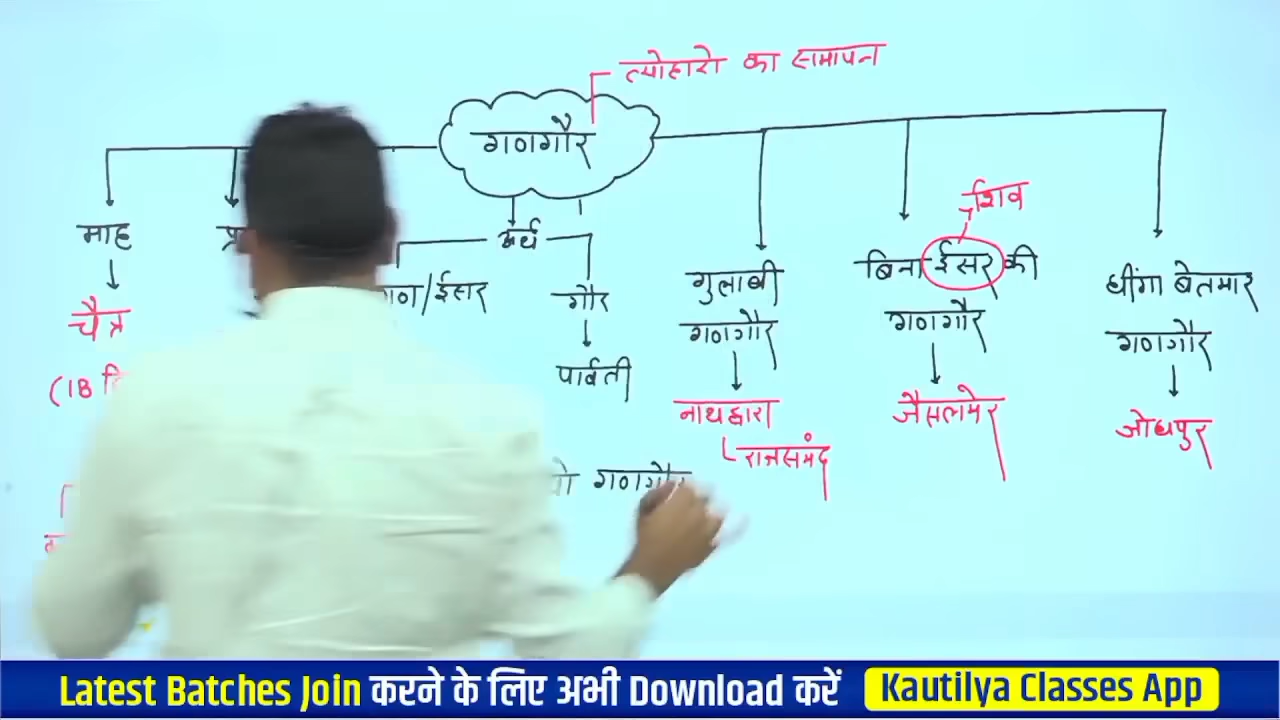 त्योहारो का समापन
गणगौर
माह
चैत्र
(18
अर्थ
गण/ईसर
गौर
पार्वती
गणगौर
गुलाबी
गणगौर
नाथद्वारा
राजसमंद
शिव
बिना ईसर की
गणगौर
जैसलमेर
धींगा बेतमार
गणगौर
जोधपुर
Latest Batches Join करने के लिए अभी Download करें
Kautilya Classes App